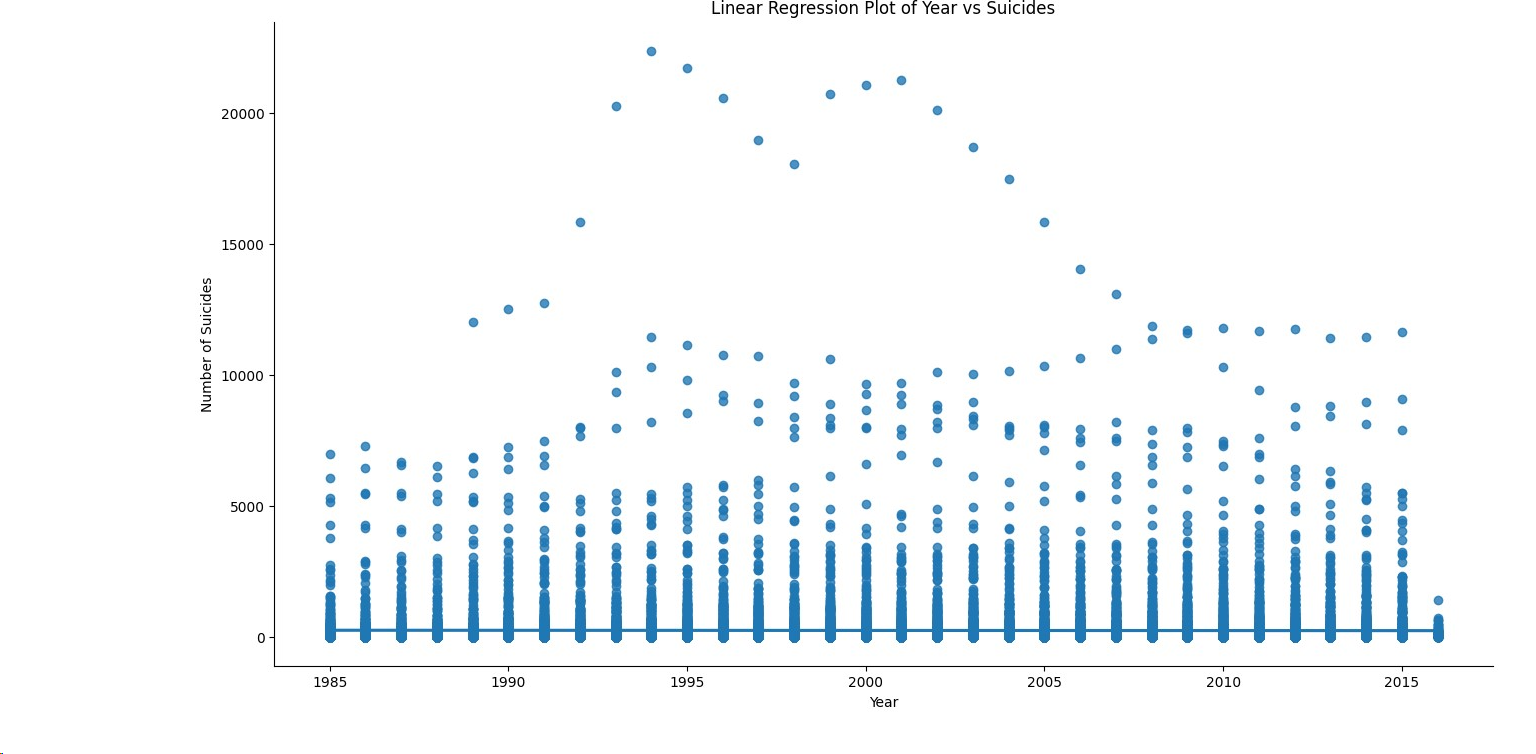 Linear Regression Plot of Year vs Suicides
20000
15000
10000
5000
0
Number of Suicides
1985 1990 1995 2000 2005 2010 2015
Year